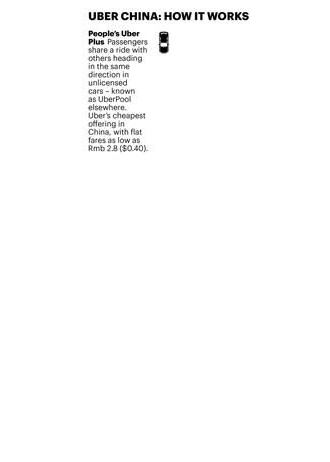 UBER CHINA: HOW IT WORKS
People's Uber
Plus Passengers
share a ride with
others heading
in the same
direction in
unlicensed
cars – known
as UberPool
elsewhere.
Uber's cheapest
offering in
China, with flat
fares as low as
Rmb 2.8 ($0.40).